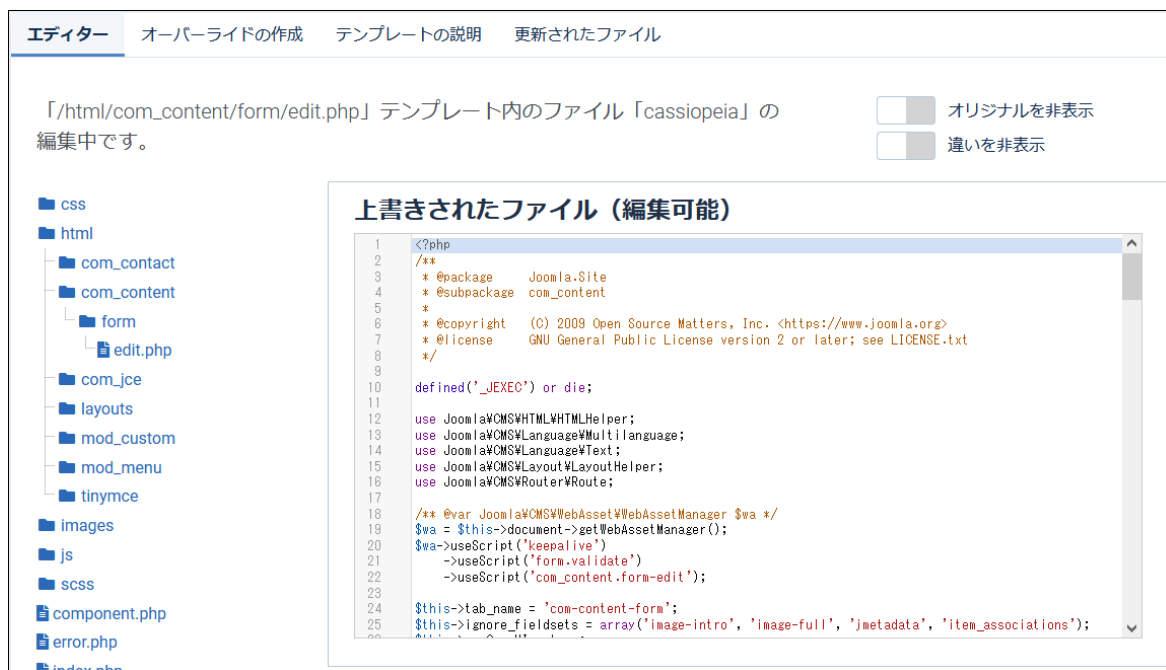 エディター オーバーライドの作成 テンプレートの説明 更新されたファイル
「/html/com_content/form/edit.php」テンプレート内のファイル「cassiopeia」の
編集中です。
オリジナルを非表示
違いを非表示
css
html
com_contact
com_content
form
edit.php
com_jce
layouts
mod_custom
mod_menu
tinymce
images
js
scss
component.php
error.php
index.php
上書きされたファイル（編集可能）
1 <?php
2 /**
3  * @package     Joomla.Site
4  * @subpackage  com_content
5  *
6  * @copyright   (C) 2009 Open Source Matters, Inc. <https://www.joomla.org>
7  * @license     GNU General Public License version 2 or later; see LICENSE.txt
8  */
9
10 defined('_JEXEC') or die;
11
12 use Joomla¥CMS¥HTML¥HTMLHelper;
13 use Joomla¥CMS¥Language¥Multilanguage;
14 use Joomla¥CMS¥Language¥Text;
15 use Joomla¥CMS¥Layout¥LayoutHelper;
16 use Joomla¥CMS¥Router¥Route;
17
18 /** @var Joomla¥CMS¥WebAsset¥WebAssetManager $wa */
19 $wa = $this->document->getWebAssetManager();
20 $wa->useScript('keepalive')
21     ->useScript('form.validate')
22     ->useScript('com_content.form-edit');
23
24 $this->tab_name = 'com-content-form';
25 $this->ignore_fieldsets = array('image-intro', 'image-full', 'jmetadata', 'item_associations');